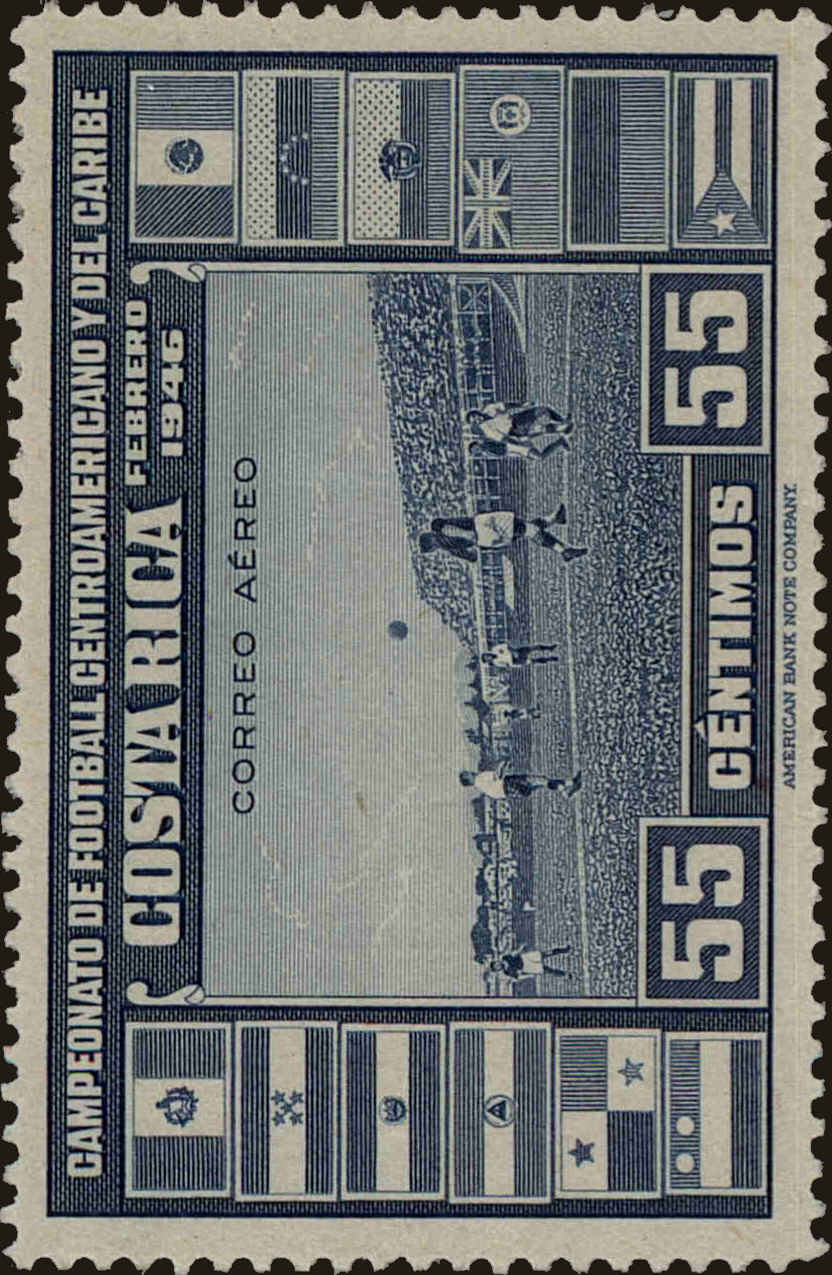 CAMPEONATO DE FOOTBALL CENTROAMERICANO Y DEL CARIBE
COSTA RICA FEBRERO 1946
CORREO AÉREO
55 CÉNTIMOS 55
AMERICAN BANK NOTE COMPANY.